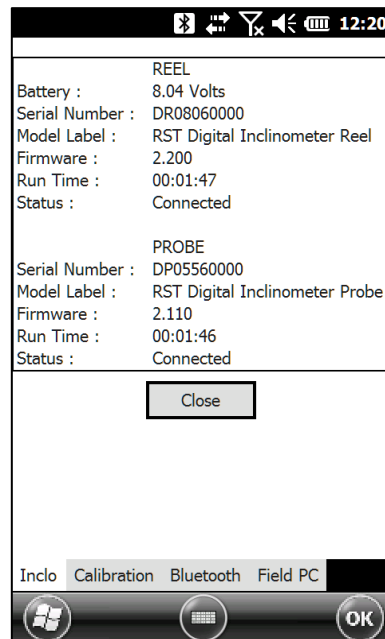 12:20
REEL
Battery : 8.04 Volts
Serial Number : DR08060000
Model Label : RST Digital Inclinometer Reel
Firmware : 2.200
Run Time : 00:01:47
Status : Connected
PROBE
Serial Number : DP05560000
Model Label : RST Digital Inclinometer Probe
Firmware : 2.110
Run Time : 00:01:46
Status : Connected
Close
Inclo Calibration Bluetooth Field PC
OK